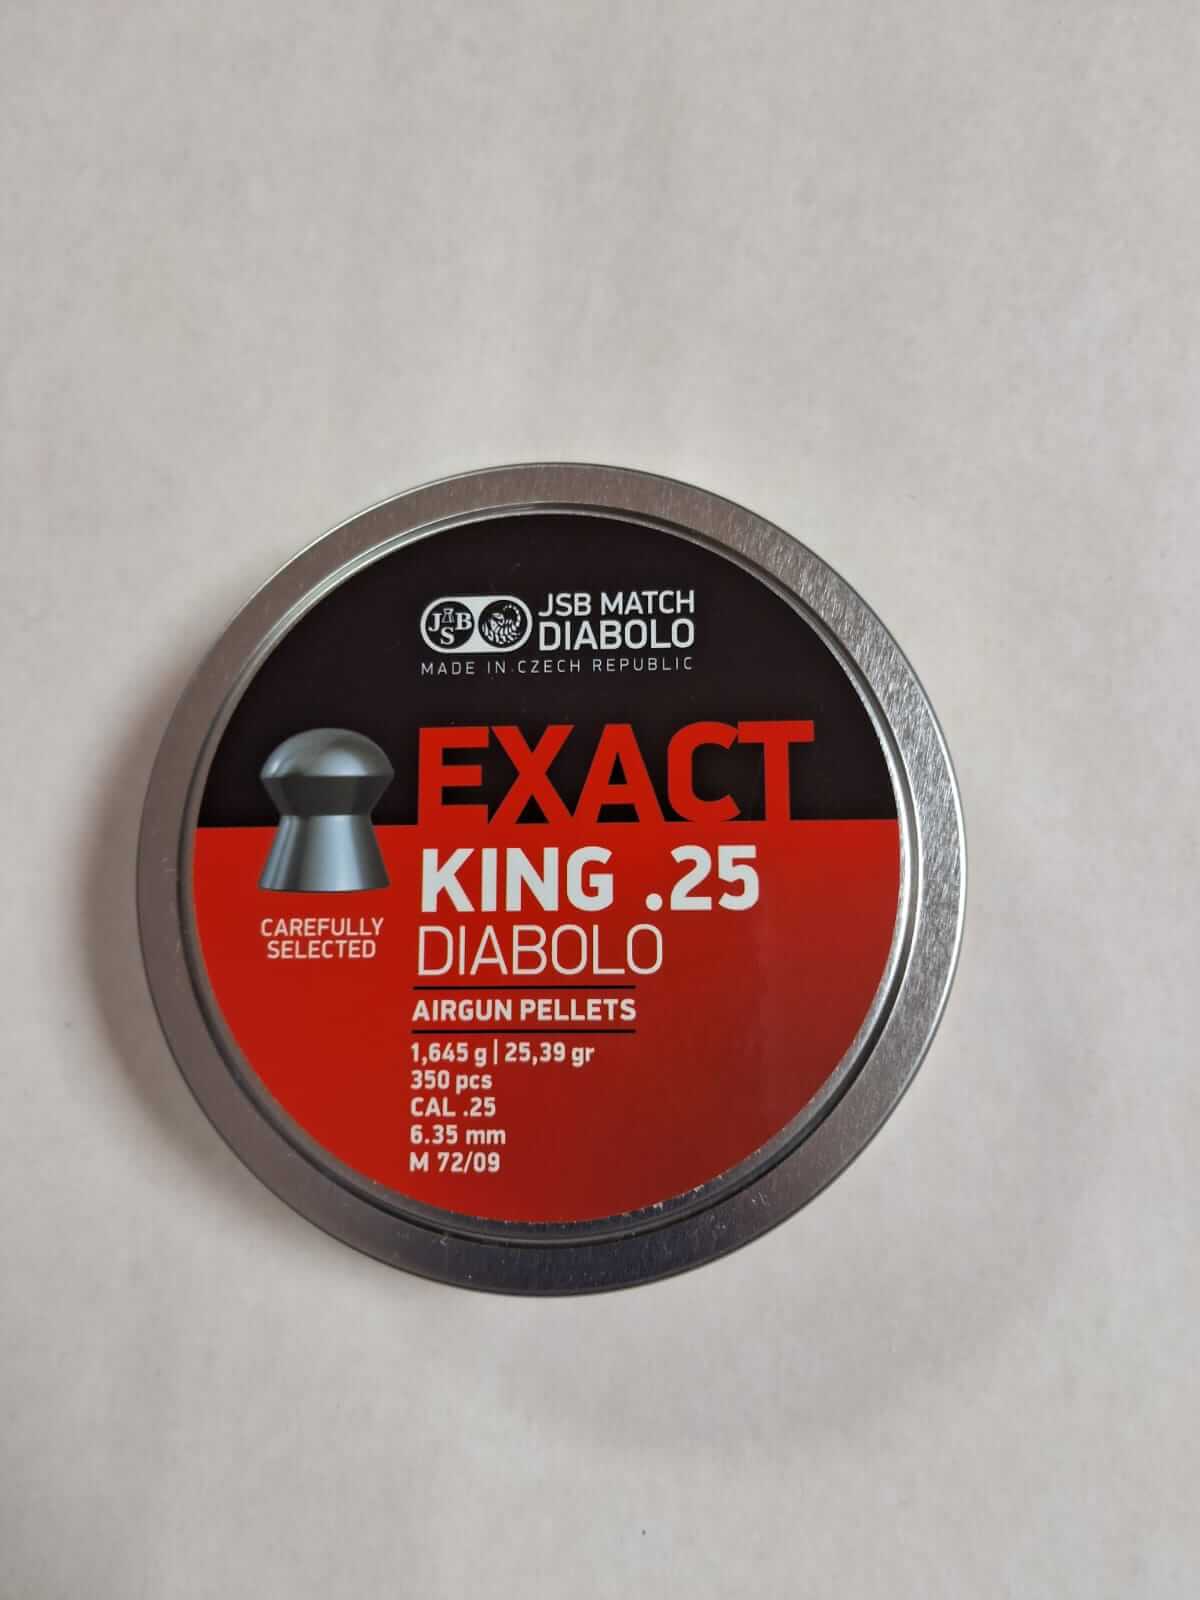 JSB
JSB MATCH
DIABOLO
MADE IN CZECH REPUBLIC
EXACT
KING .25
DIABOLO
CAREFULLY
SELECTED
AIRGUN PELLETS
1,645 g | 25,39 gr
350 pcs
CAL .25
6.35 mm
M 72/09